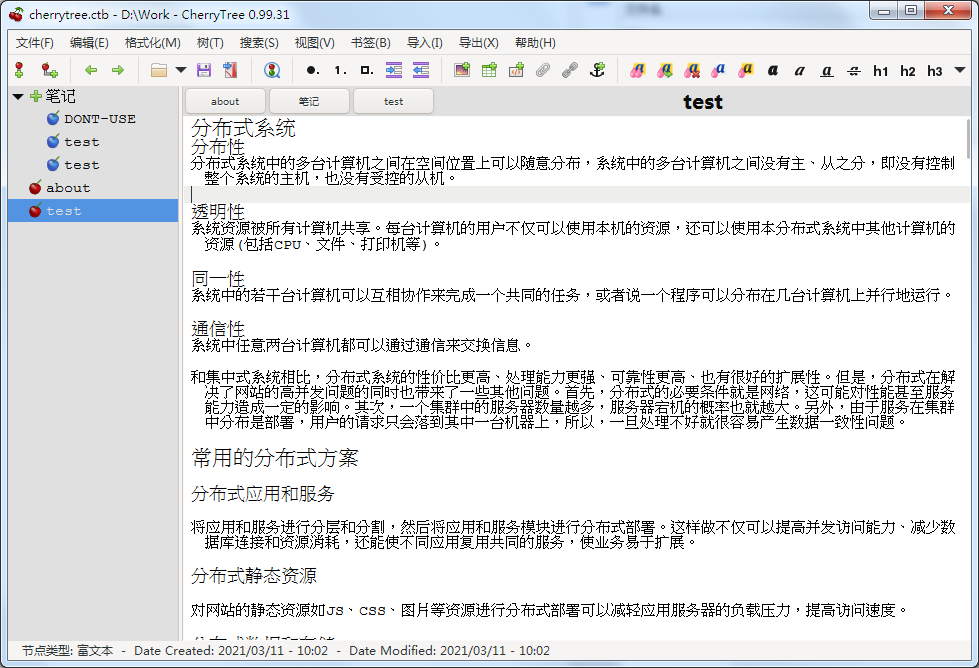 cherrytree.ctb - D:\Work - CherryTree 0.99.31
文件(F) 编辑(E) 格式化(M) 树(T) 搜索(S) 视图(V) 书签(B) 导入(I) 导出(X) 帮助(H)
1. a a a a a a a a a h1 h2 h3
笔记
DONT-USE
test
test
about
test
about 笔记 test
test
分布式系统
分布性
分布式系统中的多台计算机之间在空间位置上可以随意分布，系统中的多台计算机之间没有主、从之分，即没有控制
整个系统的主机，也没有受控的从机。
透明性
系统资源被所有计算机共享。每台计算机的用户不仅可以使用本机的资源，还可以使用本分布式系统中其他计算机的
资源(包括CPU、文件、打印机等)。
同一性
系统中的若干台计算机可以互相协作来完成一个共同的任务，或者说一个程序可以分布在几台计算机上并行地运行。
通信性
系统中任意两台计算机都可以通过通信来交换信息。
和集中式系统相比，分布式系统的性价比更高、处理能力更强、可靠性更高、也有很好的扩展性。但是，分布式在解
决了网站的高并发问题的同时也带来了一些其他问题。首先，分布式的必要条件就是网络，这可能对性能甚至服务
能力造成一定的影响。其次，一个集群中的服务器数量越多，服务器宕机的概率也就越大。另外，由于服务在集群
中分布是部署，用户的请求只会落到其中一台机器上，所以，一旦处理不好就很容易产生数据一致性问题。
常用的分布式方案
分布式应用和服务
将应用和服务进行分层和分割，然后将应用和服务模块进行分布式部署。这样做不仅可以提高并发访问能力、减少数
据库连接和资源消耗，还能使不同应用复用共同的服务，使业务易于扩展。
分布式静态资源
对网站的静态资源如JS、CSS、图片等资源进行分布式部署可以减轻应用服务器的负载压力，提高访问速度。
节点类型: 富文本 - Date Created: 2021/03/11 - 10:02 - Date Modified: 2021/03/11 - 10:02